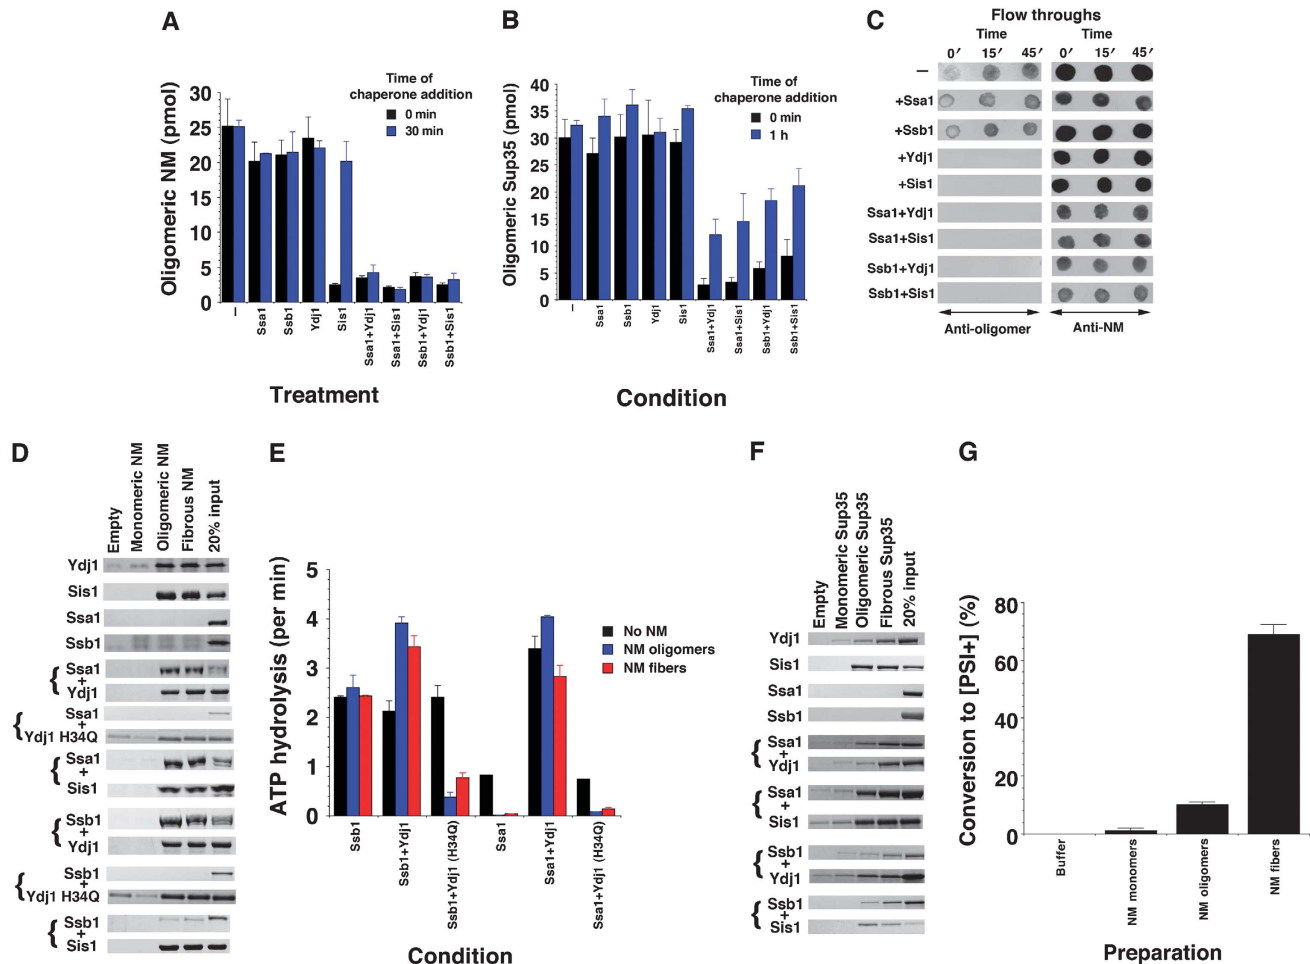 A
Oligomeric NM (pmol)
30
25
20
15
10
5
0
Time of
chaperone addition
0 min
30 min
–
Ssa1
Ssb1
Ydj1
Sis1
Ssa1+Ydj1
Ssa1+Sis1
Ssb1+Ydj1
Ssb1+Sis1
Treatment
B
Oligomeric Sup35 (pmol)
40
35
30
25
20
15
10
5
0
Time of
chaperone addition
0 min
1 h
–
Ssa1
Ssb1
Ydj1
Sis1
Ssa1+Ydj1
Ssa1+Sis1
Ssb1+Ydj1
Ssb1+Sis1
Condition
C
Flow throughs
Time Time
0′ 15′ 45′ 0′ 15′ 45′
–
+Ssa1
+Ssb1
+Ydj1
+Sis1
Ssa1+Ydj1
Ssa1+Sis1
Ssb1+Ydj1
Ssb1+Sis1
Anti-oligomer Anti-NM
D
Empty
Monomeric NM
Oligomeric NM
Fibrous NM
20% input
Ydj1
Sis1
Ssa1
Ssb1
{ Ssa1
+
Ydj1
{ Ssa1
+
Ydj1 H34Q
{ Ssa1
+
Sis1
{ Ssb1
+
Ydj1
{ Ssb1
+
Ydj1 H34Q
{ Ssb1
+
Sis1
E
ATP hydrolysis (per min)
5
4
3
2
1
0
No NM
NM oligomers
NM fibers
Ssb1
Ssb1+Ydj1
Ssb1+Ydj1 (H34Q)
Ssa1
Ssa1+Ydj1
Ssa1+Ydj1 (H34Q)
Condition
F
Empty
Monomeric Sup35
Oligomeric Sup35
Fibrous Sup35
20% input
Ydj1
Sis1
Ssa1
Ssb1
{ Ssa1
+
Ydj1
{ Ssa1
+
Sis1
{ Ssb1
+
Ydj1
{ Ssb1
+
Sis1
G
Conversion to [PSI+] (%)
80
60
40
20
0
Buffer
NM monomers
NM oligomers
NM fibers
Preparation